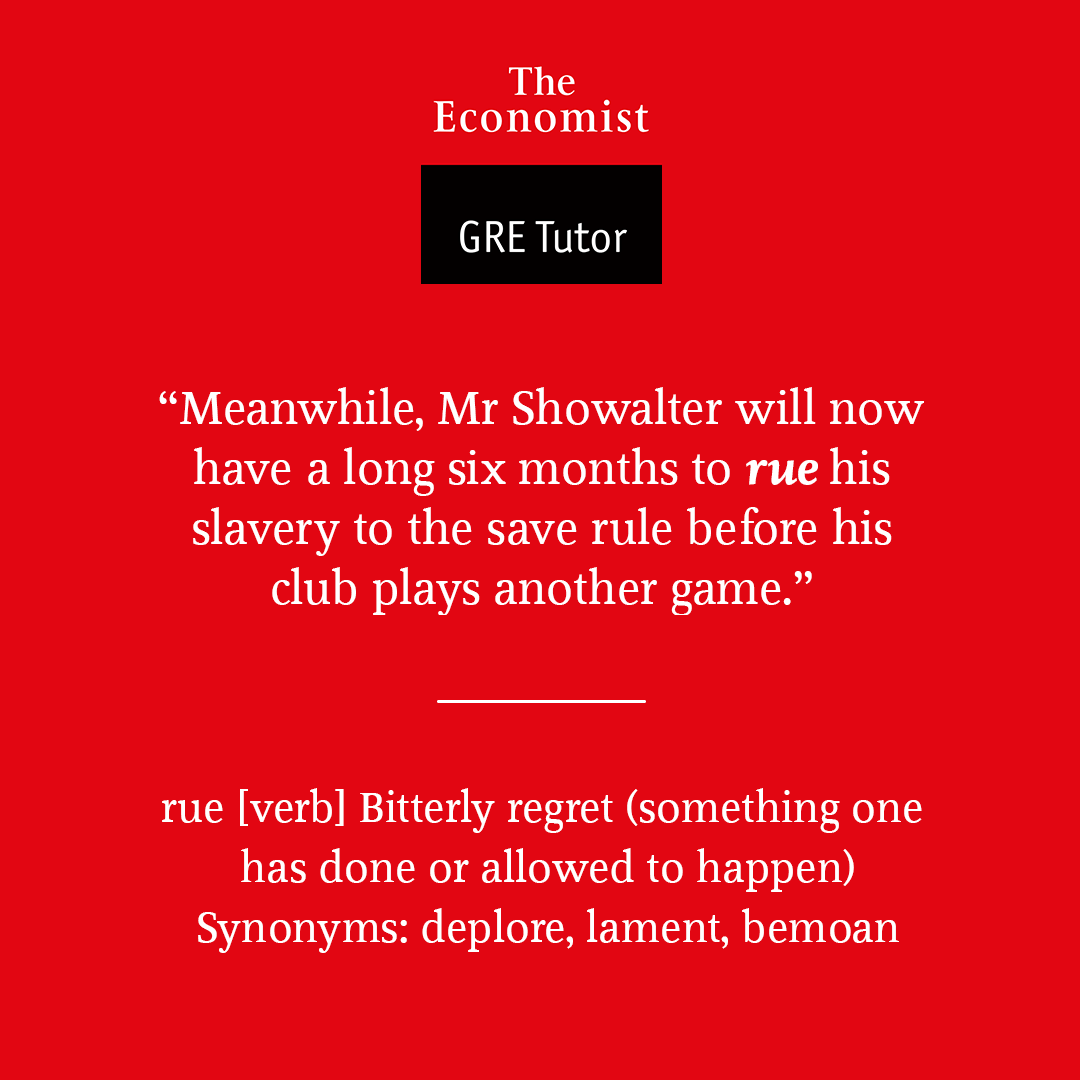 The
Economist
GRE Tutor
“Meanwhile, Mr Showalter will now
have a long six months to rue his
slavery to the save rule before his
club plays another game.”
rue [verb] Bitterly regret (something one
has done or allowed to happen)
Synonyms: deplore, lament, bemoan